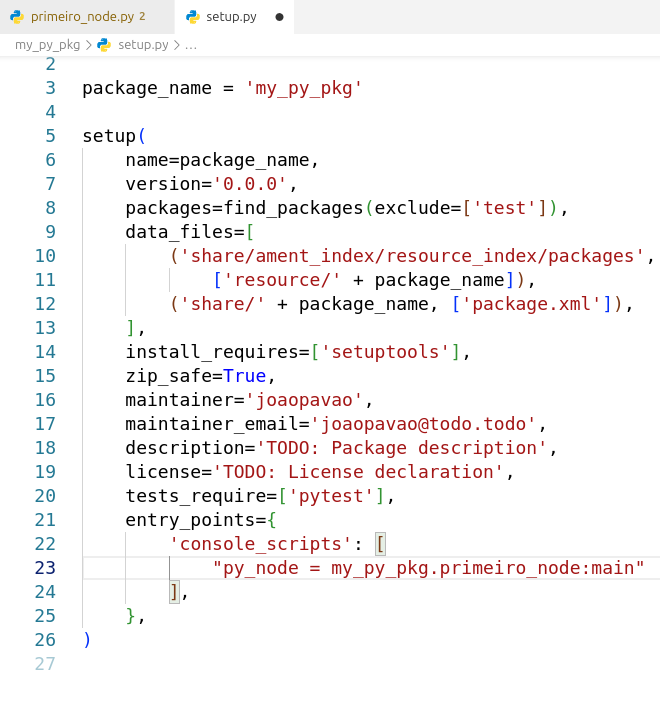 primeiro_node.py 2
setup.py ●
my_py_pkg > setup.py > ...
2
3 package_name = 'my_py_pkg'
4
5 setup(
6     name=package_name,
7     version='0.0.0',
8     packages=find_packages(exclude=['test']),
9     data_files=[
10         ('share/ament_index/resource_index/packages',
11             ['resource/' + package_name]),
12         ('share/' + package_name, ['package.xml']),
13     ],
14     install_requires=['setuptools'],
15     zip_safe=True,
16     maintainer='joaopavao',
17     maintainer_email='joaopavao@todo.todo',
18     description='TODO: Package description',
19     license='TODO: License declaration',
20     tests_require=['pytest'],
21     entry_points={
22         'console_scripts': [
23             "py_node = my_py_pkg.primeiro_node:main"
24         ],
25     },
26 )
27